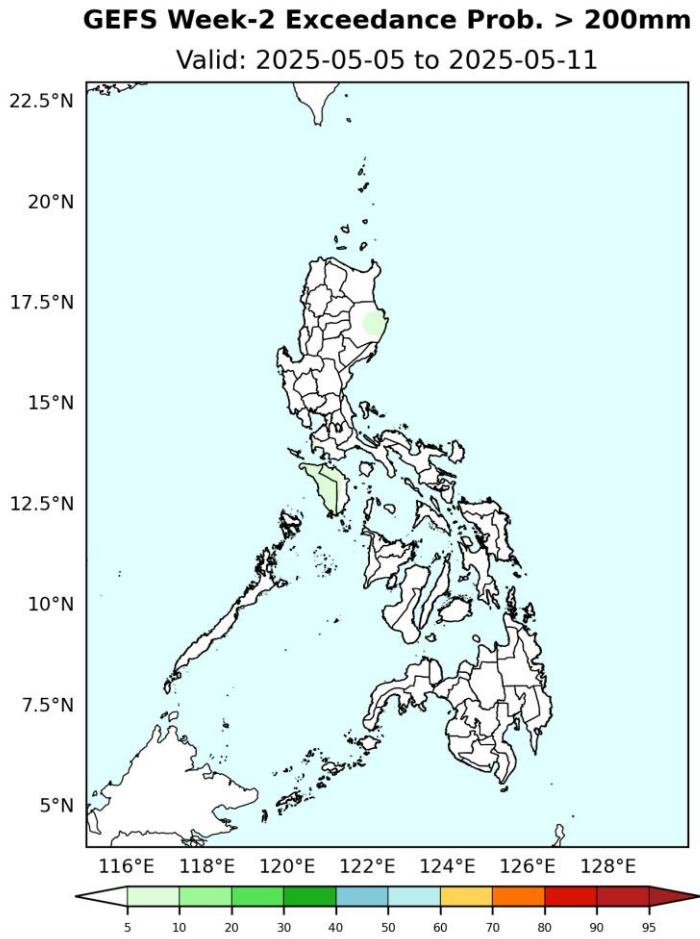 GEFS Week-2 Exceedance Prob. > 200mm
Valid: 2025-05-05 to 2025-05-11
22.5°N
20°N
17.5°N
15°N
12.5°N
10°N
7.5°N
5°N
116°E 118°E 120°E 122°E 124°E 126°E 128°E
5 10 20 30 40 50 60 70 80 90 95